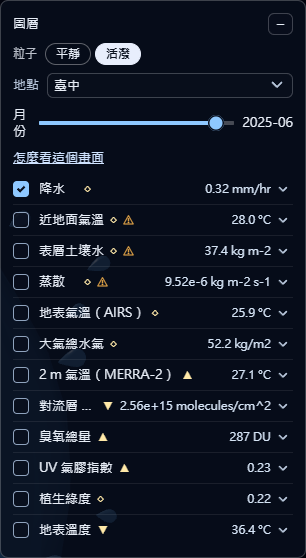 圖層
粒子 平靜 活潑
地點 臺中
月份 2025-06
怎麼看這個畫面
降水 ◇ 0.32 mm/hr
近地面氣溫 ◇ ⚠ 28.0 °C
表層土壤水 ◇ ⚠ 37.4 kg m-2
蒸散 ◇ ⚠ 9.52e-6 kg m-2 s-1
地表氣溫（AIRS） ◇ 25.9 °C
大氣總水氣 ◇ 52.2 kg/m2
2 m 氣溫（MERRA-2） ▲ 27.1 °C
對流層 ... ▼ 2.56e+15 molecules/cm^2
臭氧總量 ▲ 287 DU
UV 氣膠指數 ▲ 0.23
植生綠度 ◇ 0.22
地表溫度 ▼ 36.4 °C